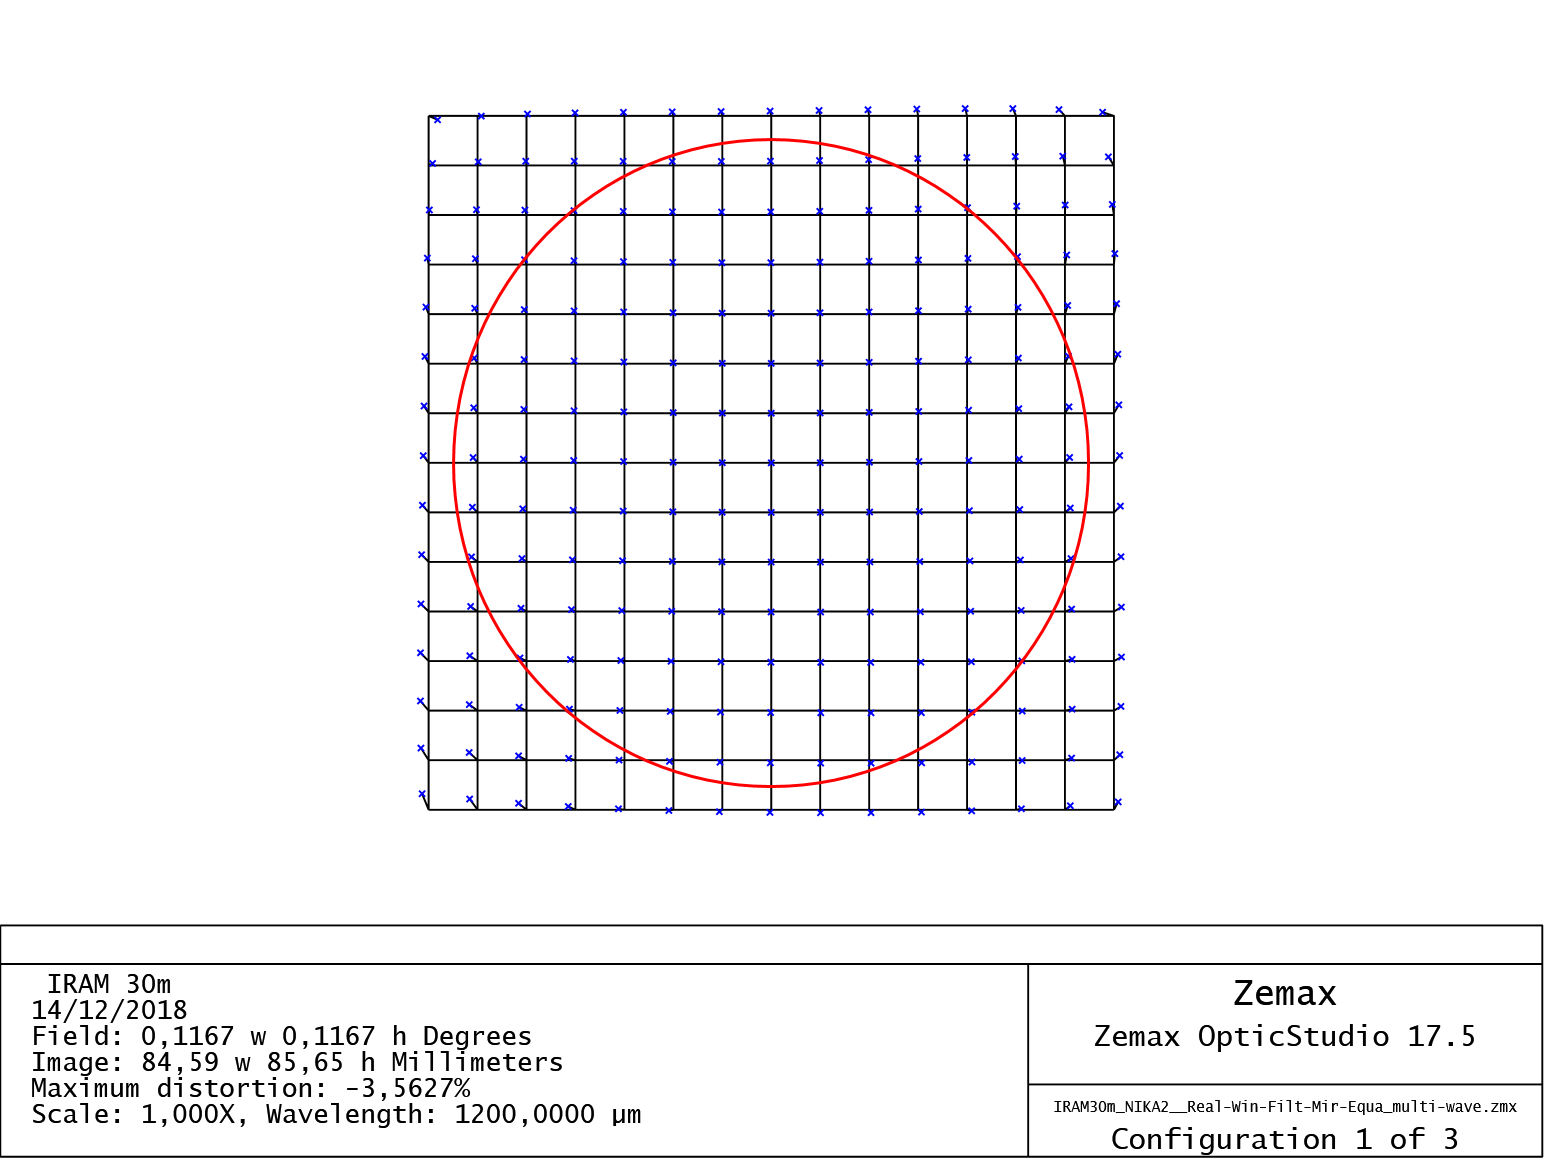 IRAM 30m
14/12/2018
Field: 0,1167 w 0,1167 h Degrees
Image: 84,59 w 85,65 h Millimeters
Maximum distortion: -3,5627%
Scale: 1,000X, Wavelength: 1200,0000 µm
Zemax
Zemax OpticStudio 17.5
IRAM30m_NIKA2__Real-Win-Filt-Mir-Equa_multi-wave.zmx
Configuration 1 of 3